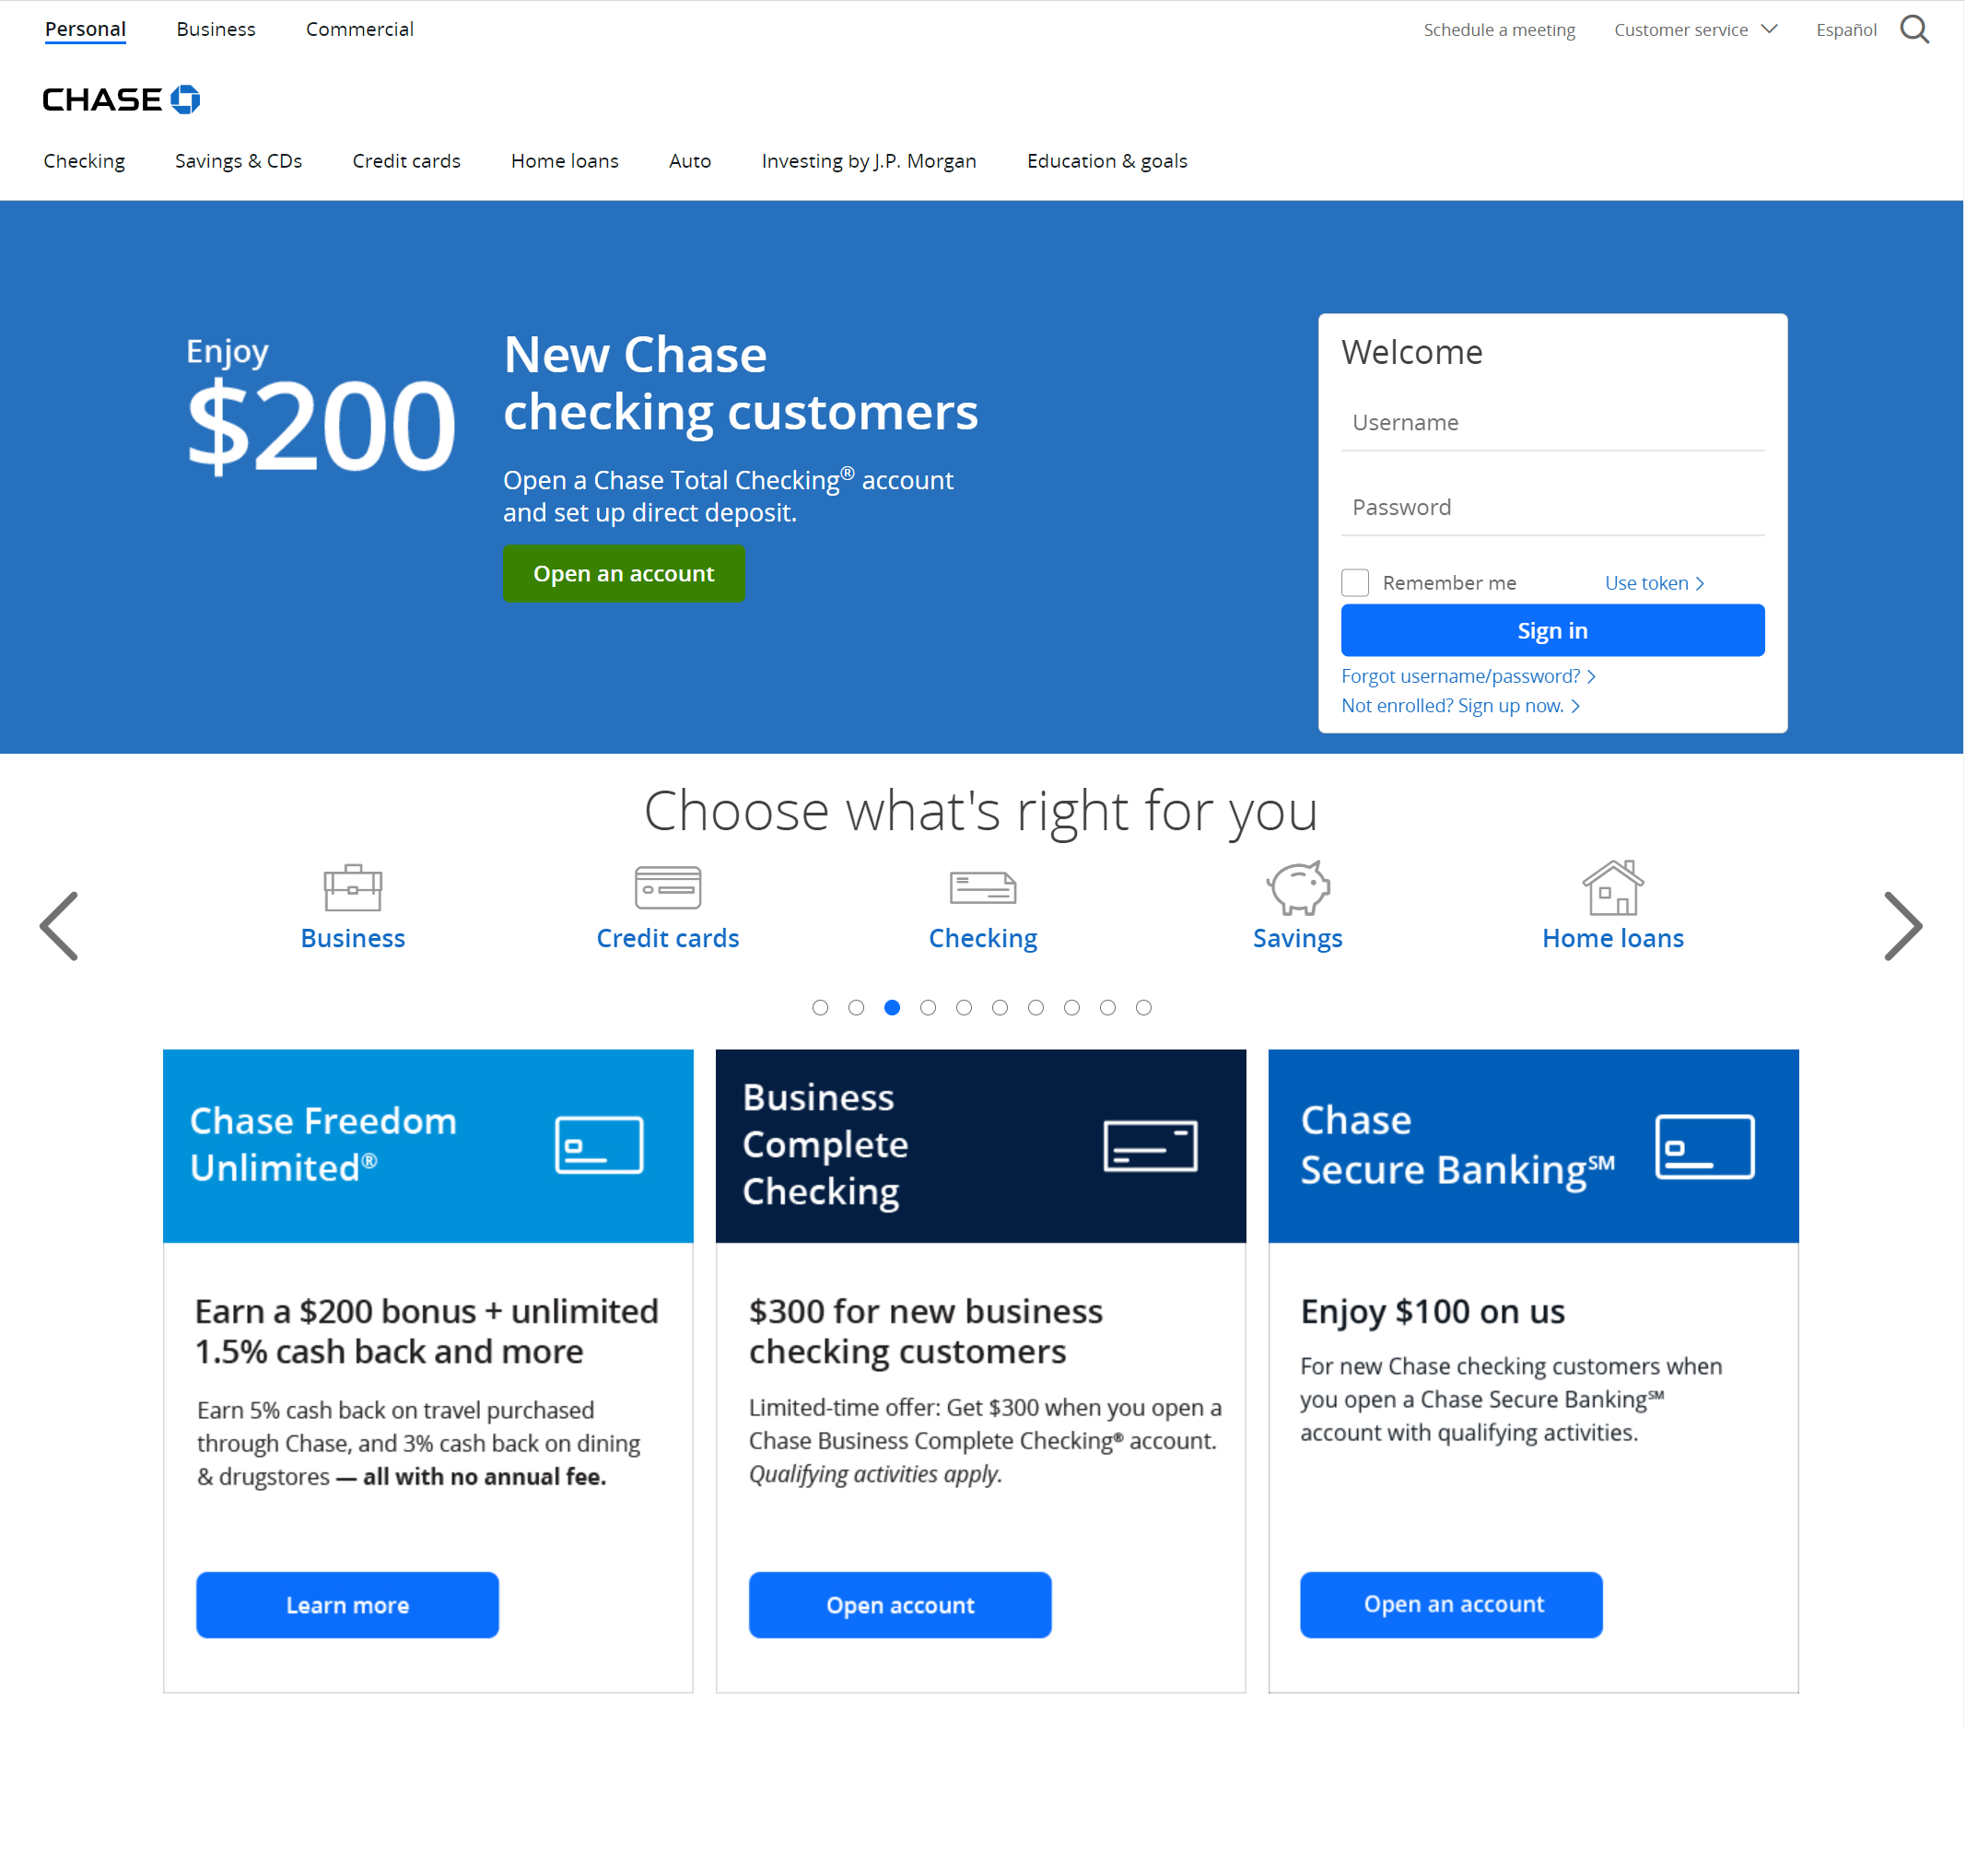 Personal Business Commercial Schedule a meeting Customer service Español
CHASE
Checking Savings & CDs Credit cards Home loans Auto Investing by J.P. Morgan Education & goals
Enjoy
$200
New Chase
checking customers
Open a Chase Total Checking® account
and set up direct deposit.
Open an account
Welcome
Username
Password
Remember me Use token
Sign in
Forgot username/password?
Not enrolled? Sign up now.
Choose what's right for you
Business Credit cards Checking Savings Home loans
Chase Freedom
Unlimited®
Earn a $200 bonus + unlimited
1.5% cash back and more
Earn 5% cash back on travel purchased
through Chase, and 3% cash back on dining
& drugstores — all with no annual fee.
Learn more
Business
Complete
Checking
$300 for new business
checking customers
Limited-time offer: Get $300 when you open a
Chase Business Complete Checking® account.
Qualifying activities apply.
Open account
Chase
Secure Banking℠
Enjoy $100 on us
For new Chase checking customers when
you open a Chase Secure Banking℠
account with qualifying activities.
Open an account